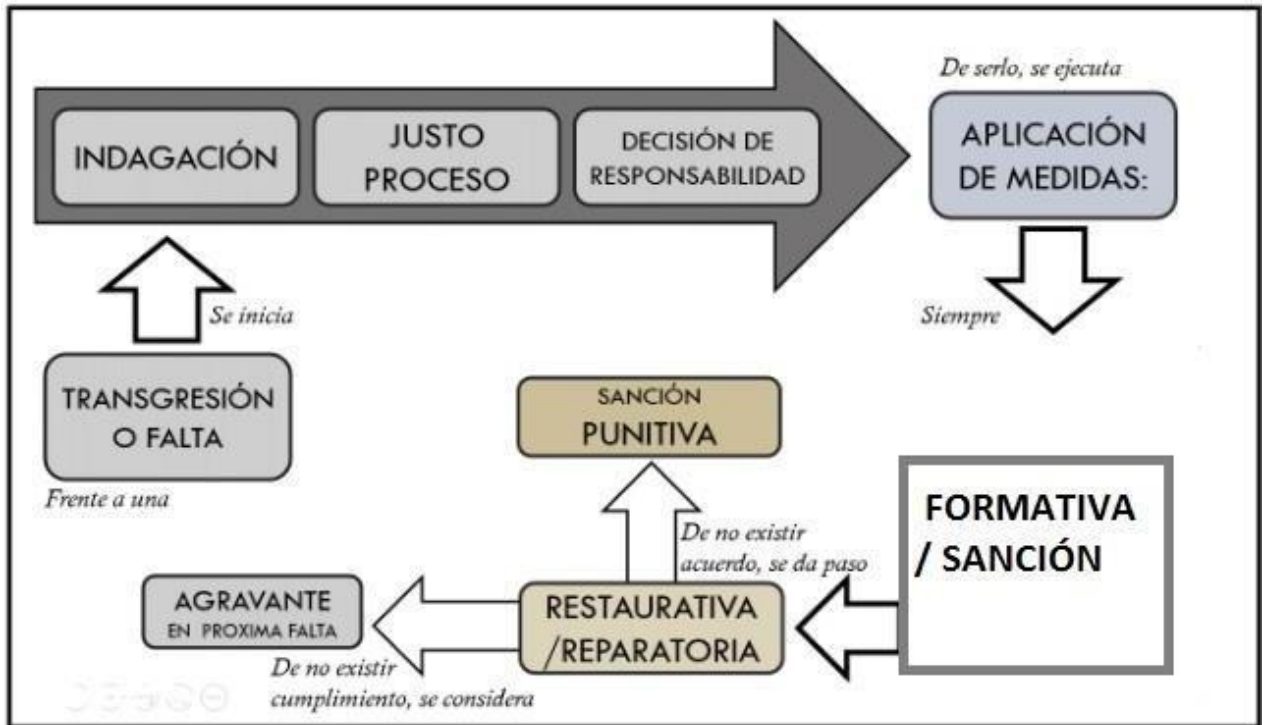 De serlo, se ejecuta
INDAGACIÓN
JUSTO
PROCESO
DECISIÓN DE
RESPONSABILIDAD
APLICACIÓN
DE MEDIDAS:
Se inicia
Siempre
TRANSGRESIÓN
O FALTA
Frente a una
SANCIÓN
PUNITIVA
De no existir
acuerdo, se da paso
FORMATIVA
/ SANCIÓN
RESTAURATIVA
/REPARATORIA
AGRAVANTE
EN PROXIMA FALTA
De no existir
cumplimiento, se considera